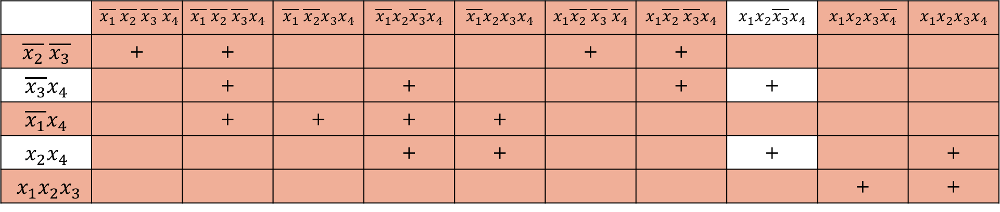 x̅₁ x̅₂ x̅₃ x̅₄ x̅₁ x̅₂ x̅₃x₄ x̅₁ x̅₂x₃x₄ x̅₁x₂x̅₃x₄ x̅₁x₂x₃x₄ x₁x̅₂ x̅₃ x̅₄ x₁x̅₂ x̅₃x₄ x₁x₂x̅₃x₄ x₁x₂x₃x̅₄ x₁x₂x₃x₄
x̅₂ x̅₃ + + + +
x̅₃x₄ + + + +
x̅₁x₄ + + + +
x₂x₄ + + + +
x₁x₂x₃ + +